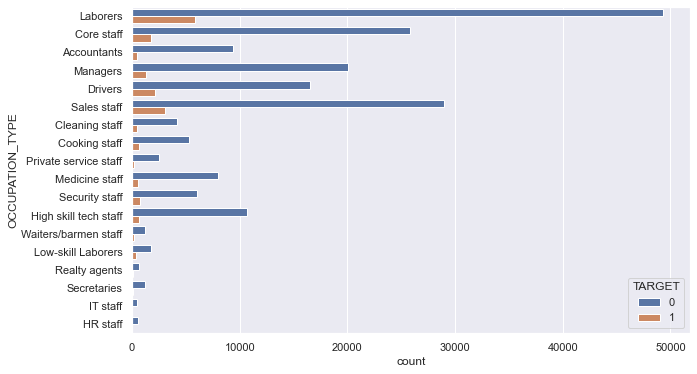 OCCUPATION_TYPE
Laborers
Core staff
Accountants
Managers
Drivers
Sales staff
Cleaning staff
Cooking staff
Private service staff
Medicine staff
Security staff
High skill tech staff
Waiters/barmen staff
Low-skill Laborers
Realty agents
Secretaries
IT staff
HR staff
TARGET
0
1
0 10000 20000 30000 40000 50000
count